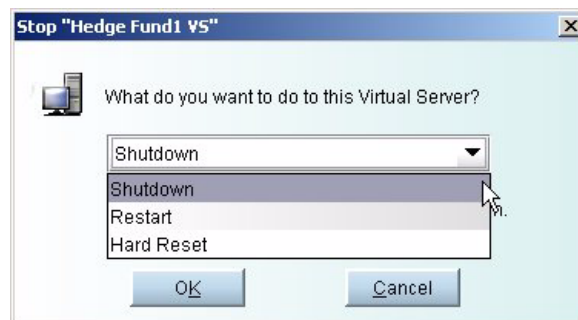 Stop "Hedge Fund1 VS"
What do you want to do to this Virtual Server?
Shutdown
Shutdown
Restart
Hard Reset
OK
Cancel